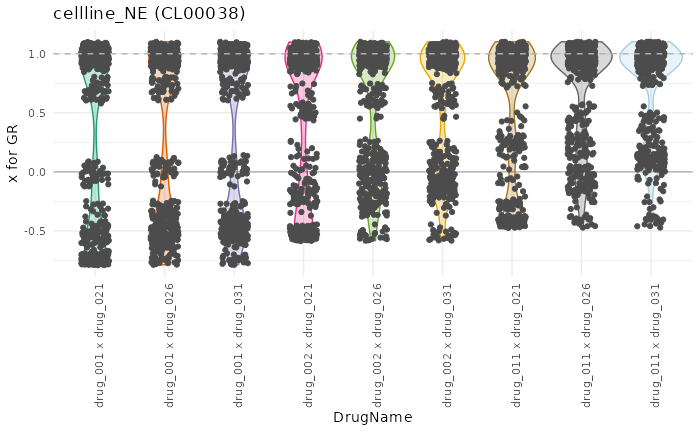 cellline_NE (CL00038)
x for GR
1.0
0.5
0.0
-0.5
drug_001 x drug_021
drug_001 x drug_026
drug_001 x drug_031
drug_002 x drug_021
drug_002 x drug_026
drug_002 x drug_031
drug_011 x drug_021
drug_011 x drug_026
drug_011 x drug_031
DrugName